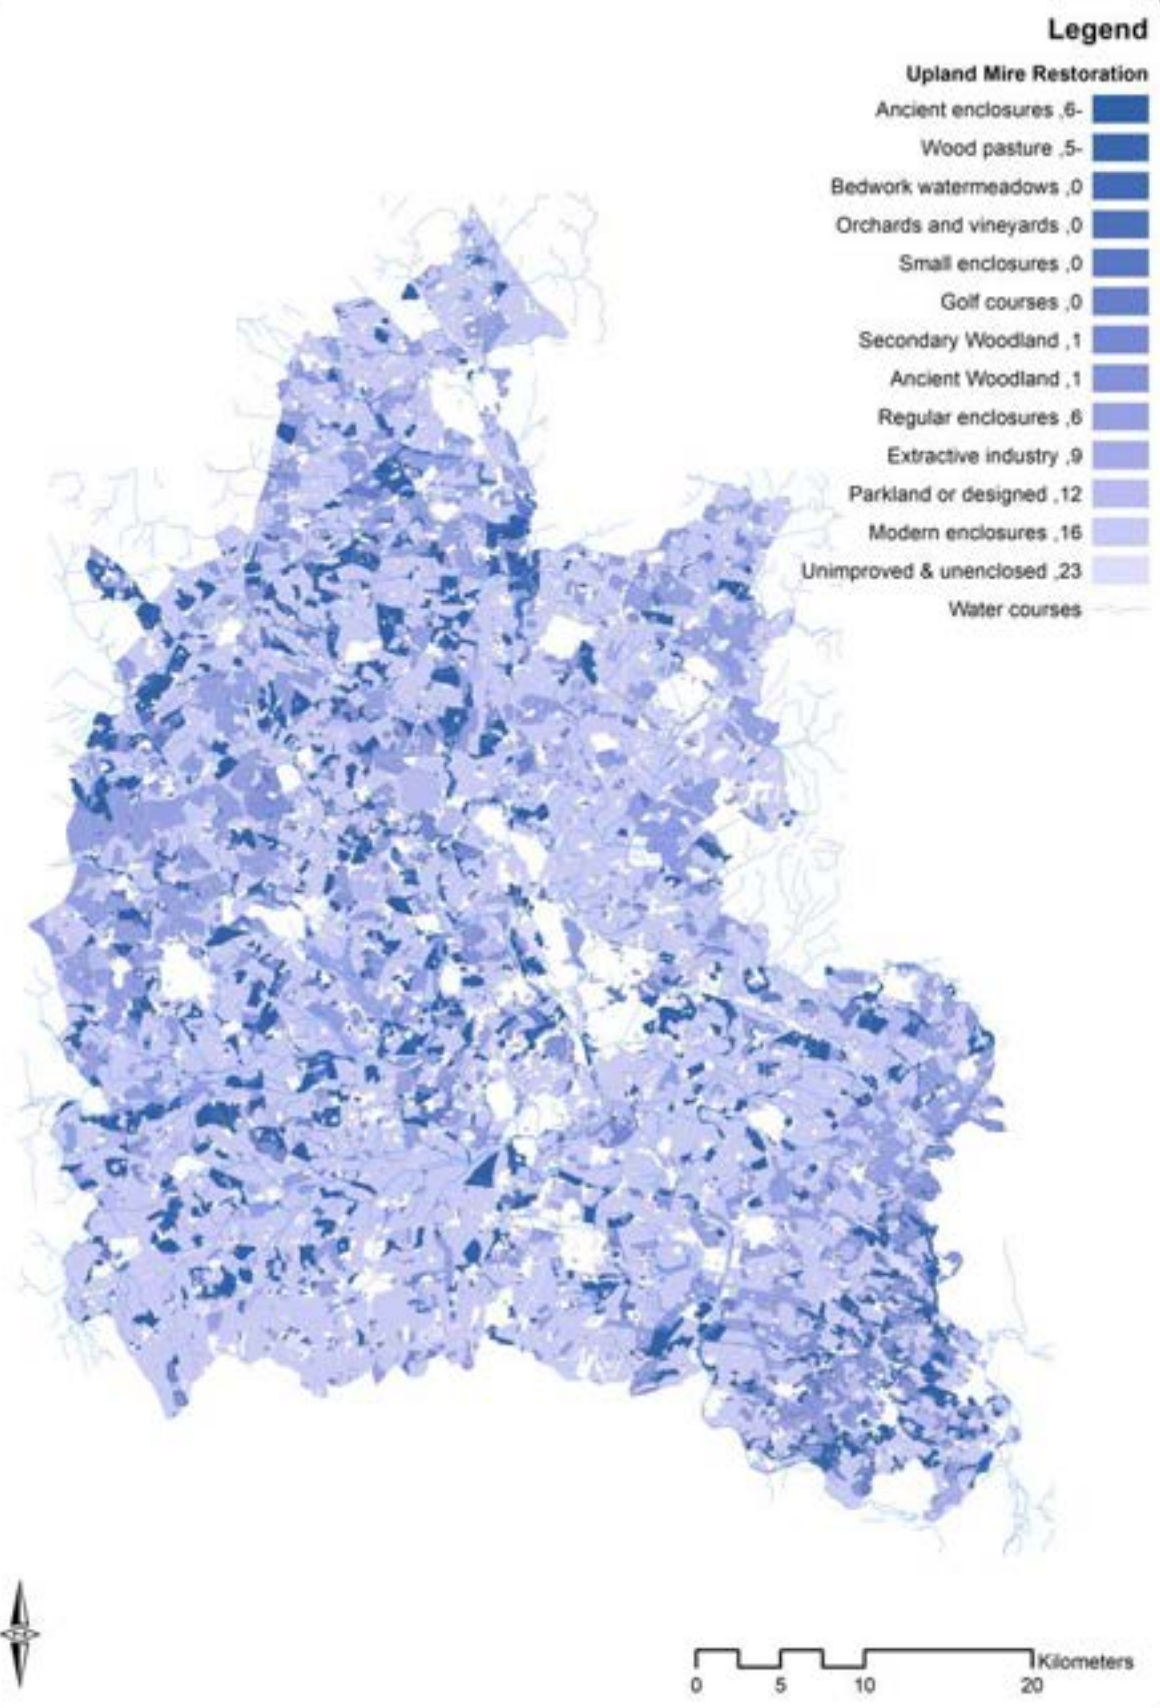 Legend
Upland Mire Restoration
Ancient enclosures ,6-
Wood pasture ,5-
Bedwork watermeadows ,0
Orchards and vineyards ,0
Small enclosures ,0
Golf courses ,0
Secondary Woodland ,1
Ancient Woodland ,1
Regular enclosures ,6
Extractive industry ,9
Parkland or designed ,12
Modern enclosures ,16
Unimproved & unenclosed ,23
Water courses
Kilometers
0 5 10 20